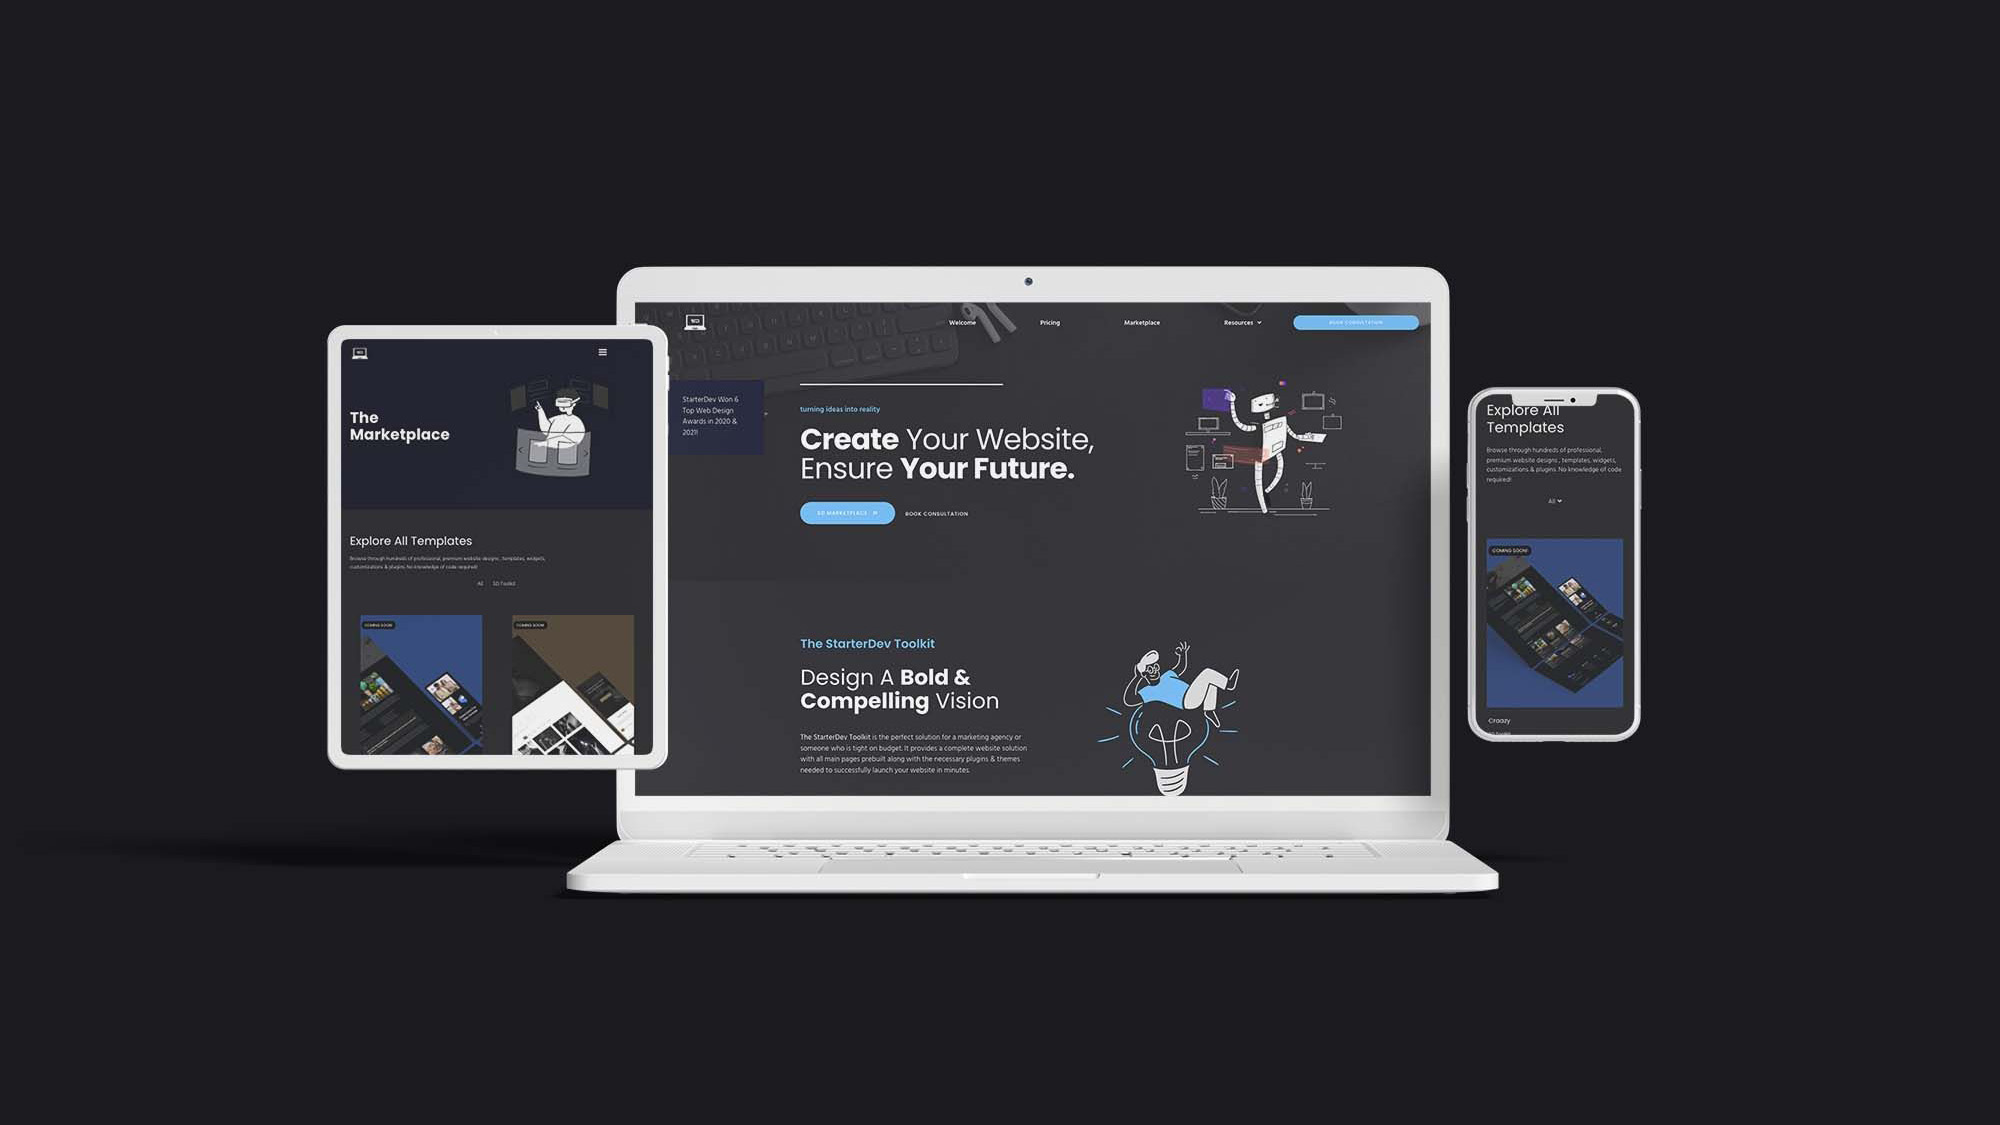 The
Marketplace
Explore All Templates
Browse through hundreds of professional, premium website designs , templates, widgets,
customizations & plugins. No knowledge of code required!
All SD Toolkit
COMING SOON!
COMING SOON!
Welcome
Pricing
Marketplace
Resources
BOOK CONSULTATION
StarterDev Won 6
Top Web Design
Awards in 2020 &
2021!
turning ideas into reality
Create Your Website,
Ensure Your Future.
SD MARKETPLACE
BOOK CONSULTATION
The StarterDev Toolkit
Design A Bold &
Compelling Vision
The StarterDev Toolkit is the perfect solution for a marketing agency or
someone who is tight on budget. It provides a complete website solution
with all main pages prebuilt along with the necessary plugins & themes
needed to successfully launch your website in minutes.
Explore All
Templates
Browse through hundreds of professional,
premium website designs , templates, widgets,
customizations & plugins. No knowledge of code
required!
All
COMING SOON!
Craazy